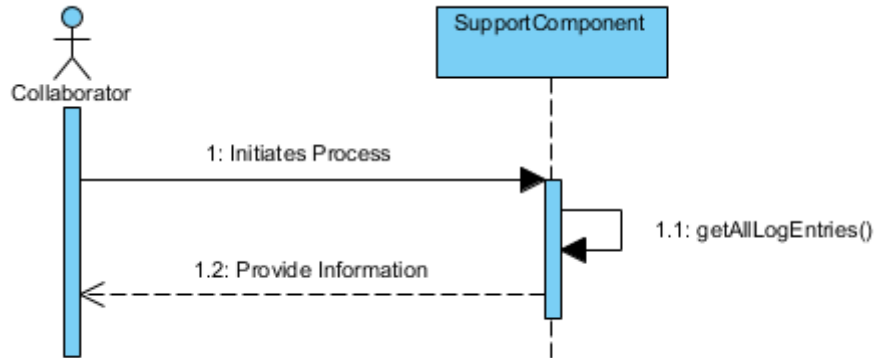 SupportComponent
Collaborator
1: Initiates Process
1.1: getAllLogEntries()
1.2: Provide Information